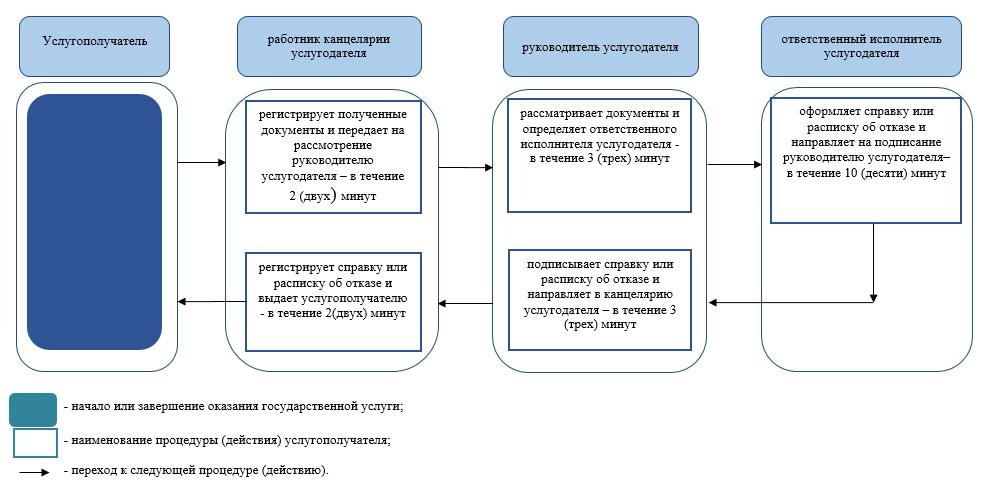 Услугополучатель
работник канцелярии
услугодателя
руководитель услугодателя
ответственный исполнитель
услугодателя
регистрирует полученные
документы и передает на
рассмотрение
руководителю
услугодателя – в течение
2 (двух) минут
рассматривает документы и
определяет ответственного
исполнителя услугодателя -
в течение 3 (трех) минут
оформляет справку или
расписку об отказе и
направляет на подписание
руководителю услугодателя–
в течение 10 (десяти) минут
регистрирует справку или
расписку об отказе и
выдает услугополучателю
- в течение 2(двух) минут
подписывает справку или
расписку об отказе и
направляет в канцелярию
услугодателя – в течение 3
(трех) минут
- начало или завершение оказания государственной услуги;
- наименование процедуры (действия) услугополучателя;
- переход к следующей процедуре (действию).